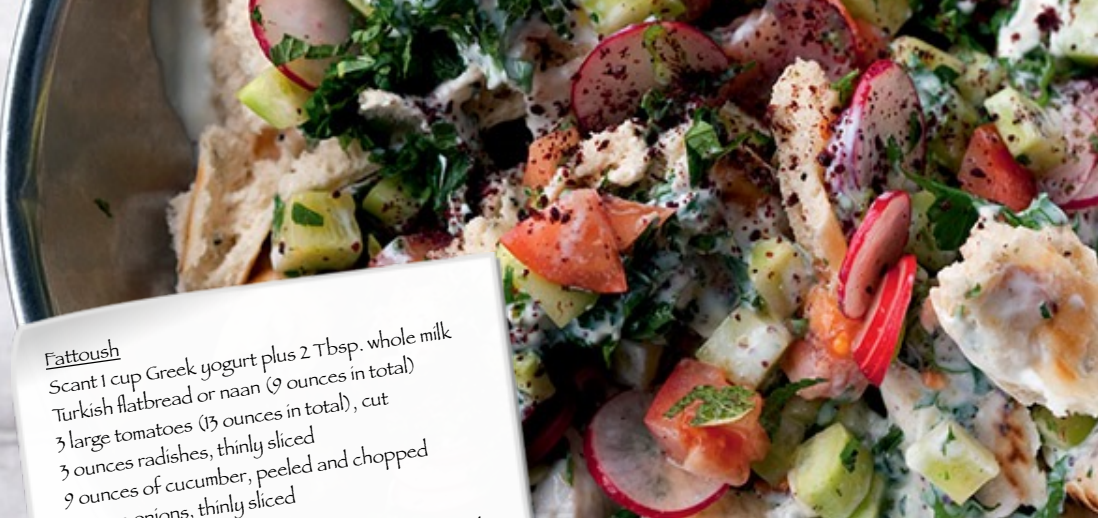 Fattoush
Scant 1 cup Greek yogurt plus 2 Tbsp. whole milk
Turkish flatbread or naan (9 ounces in total)
3 large tomatoes (13 ounces in total), cut
3 ounces radishes, thinly sliced
9 ounces of cucumber, peeled and chopped
onions, thinly sliced